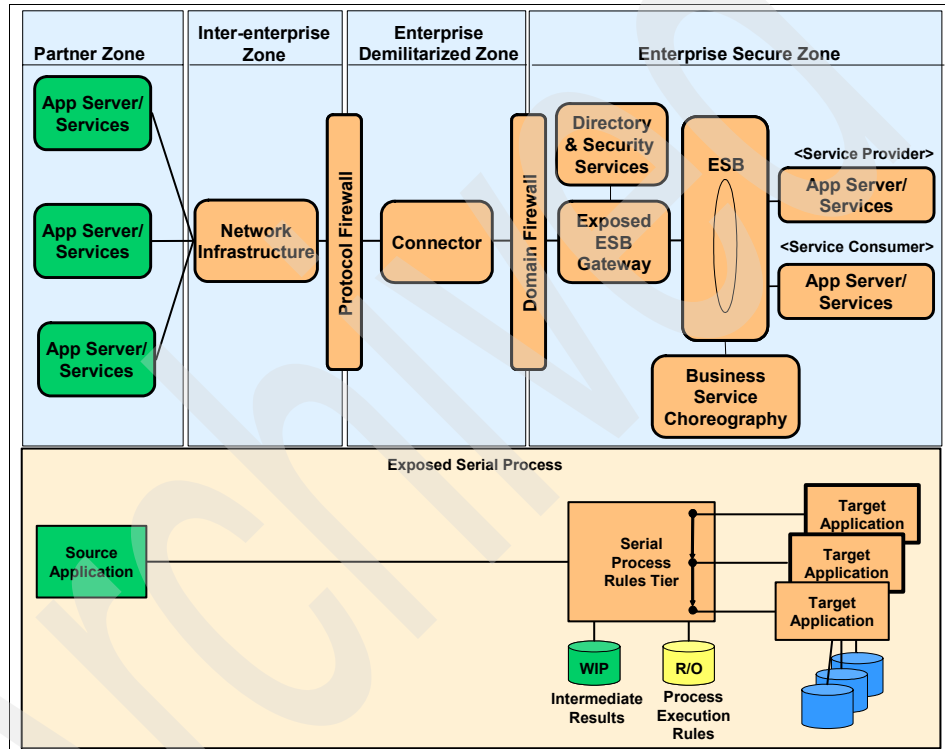 Partner Zone
Inter-enterprise
Zone
Enterprise
Demilitarized Zone
Enterprise Secure Zone
App Server/
Services
App Server/
Services
App Server/
Services
Network
Infrastructure
Protocol Firewall
Connector
Domain Firewall
Directory
& Security
Services
Exposed
ESB
Gateway
ESB
<Service Provider>
App Server/
Services
<Service Consumer>
App Server/
Services
Business
Service
Choreography
Exposed Serial Process
Source
Application
Serial
Process
Rules Tier
Target
Application
Target
Application
Target
Application
WIP
Intermediate
Results
R/O
Process
Execution
Rules
Archived